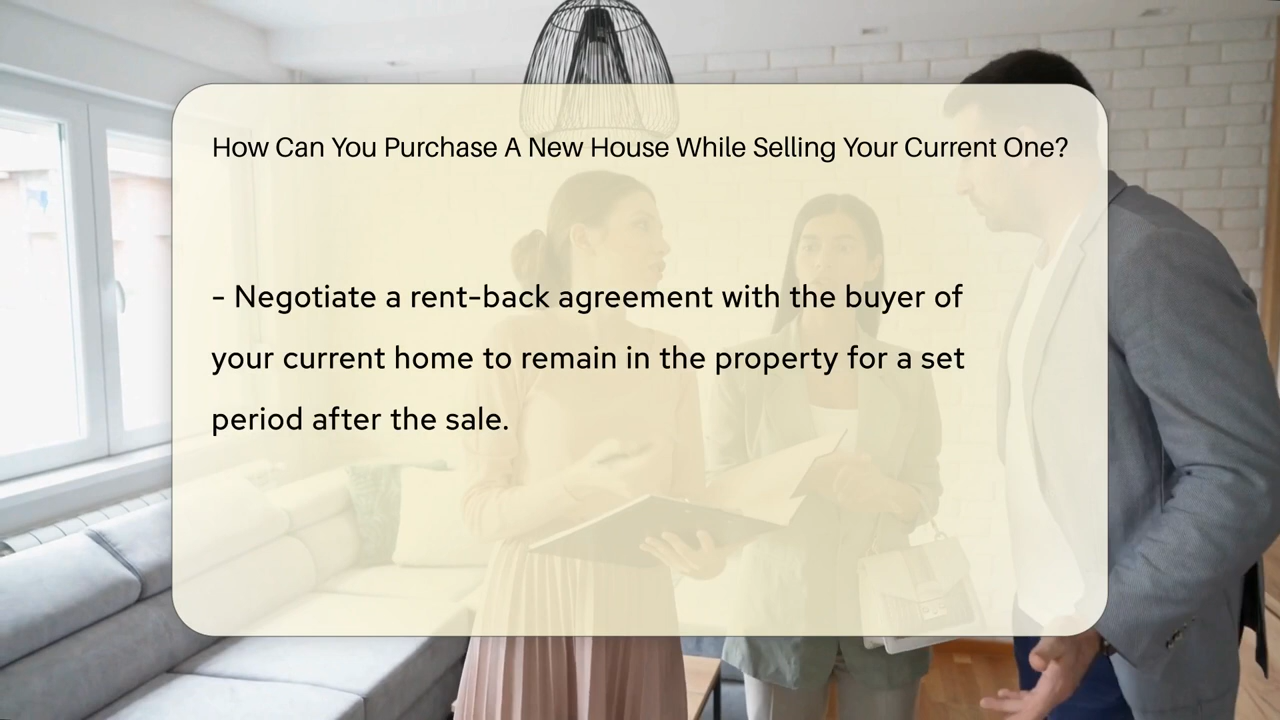 How Can You Purchase A New House While Selling Your Current One?
- Negotiate a rent-back agreement with the buyer of
your current home to remain in the property for a set
period after the sale.